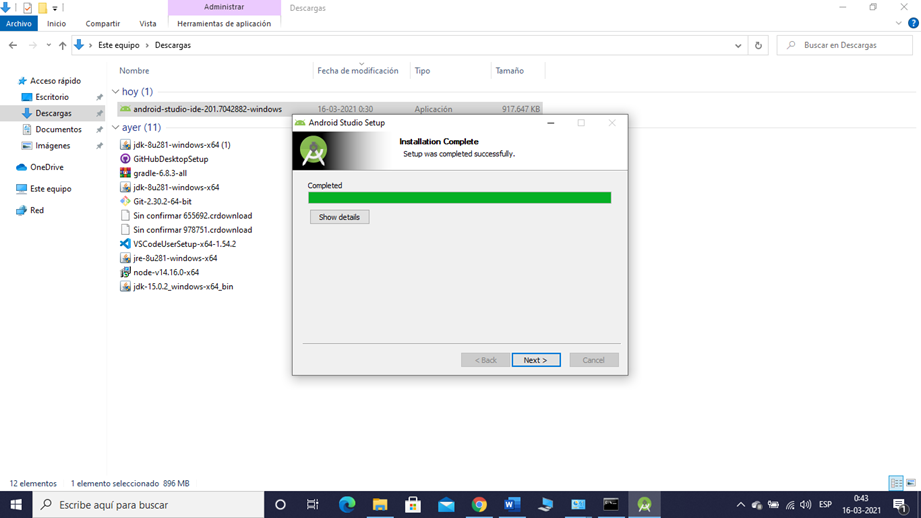 Administrar
Descargas
Archivo Inicio Compartir Vista Herramientas de aplicación
Este equipo > Descargas
Buscar en Descargas
Nombre Fecha de modificación Tipo Tamaño
Acceso rápido
Escritorio
Descargas
Documentos
Imágenes
OneDrive
Este equipo
Red
hoy (1)
android-studio-ide-201.7042882-windows 16-03-2021 0:30 Aplicación 917.647 KB
ayer (11)
jdk-8u281-windows-x64 (1)
GitHubDesktopSetup
gradle-6.8.3-all
jdk-8u281-windows-x64
Git-2.30.2-64-bit
Sin confirmar 655692.crdownload
Sin confirmar 978751.crdownload
VSCodeUserSetup-x64-1.54.2
jre-8u281-windows-x64
node-v14.16.0-x64
jdk-15.0.2_windows-x64_bin
Android Studio Setup
Installation Complete
Setup was completed successfully.
Completed
Show details
< Back Next > Cancel
12 elementos 1 elemento seleccionado 896 MB
Escribe aquí para buscar
ESP
0:43
16-03-2021
1